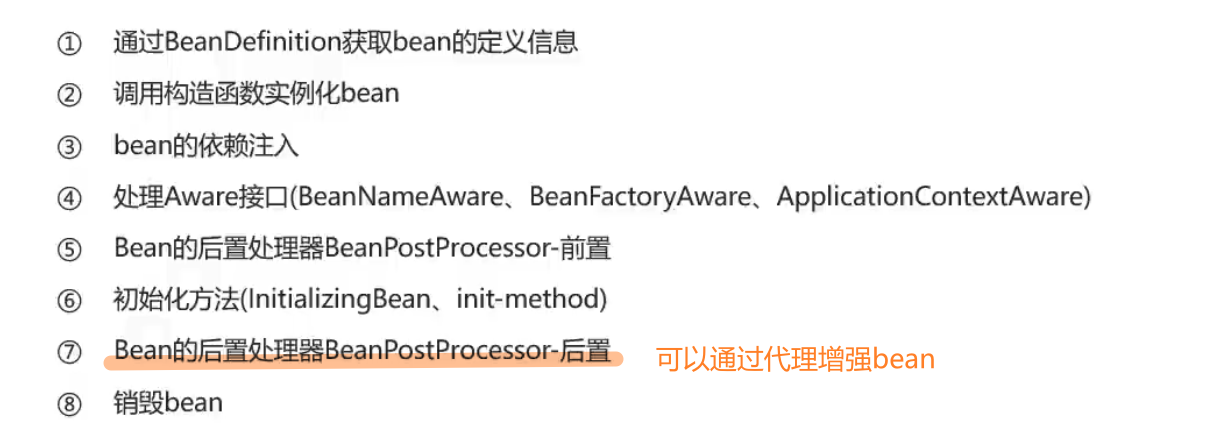 ① 通过BeanDefinition获取bean的定义信息
② 调用构造函数实例化bean
③ bean的依赖注入
④ 处理Aware接口(BeanNameAware、BeanFactoryAware、ApplicationContextAware)
⑤ Bean的后置处理器BeanPostProcessor-前置
⑥ 初始化方法(InitializingBean、init-method)
⑦ Bean的后置处理器BeanPostProcessor-后置 可以通过代理增强bean
⑧ 销毁bean